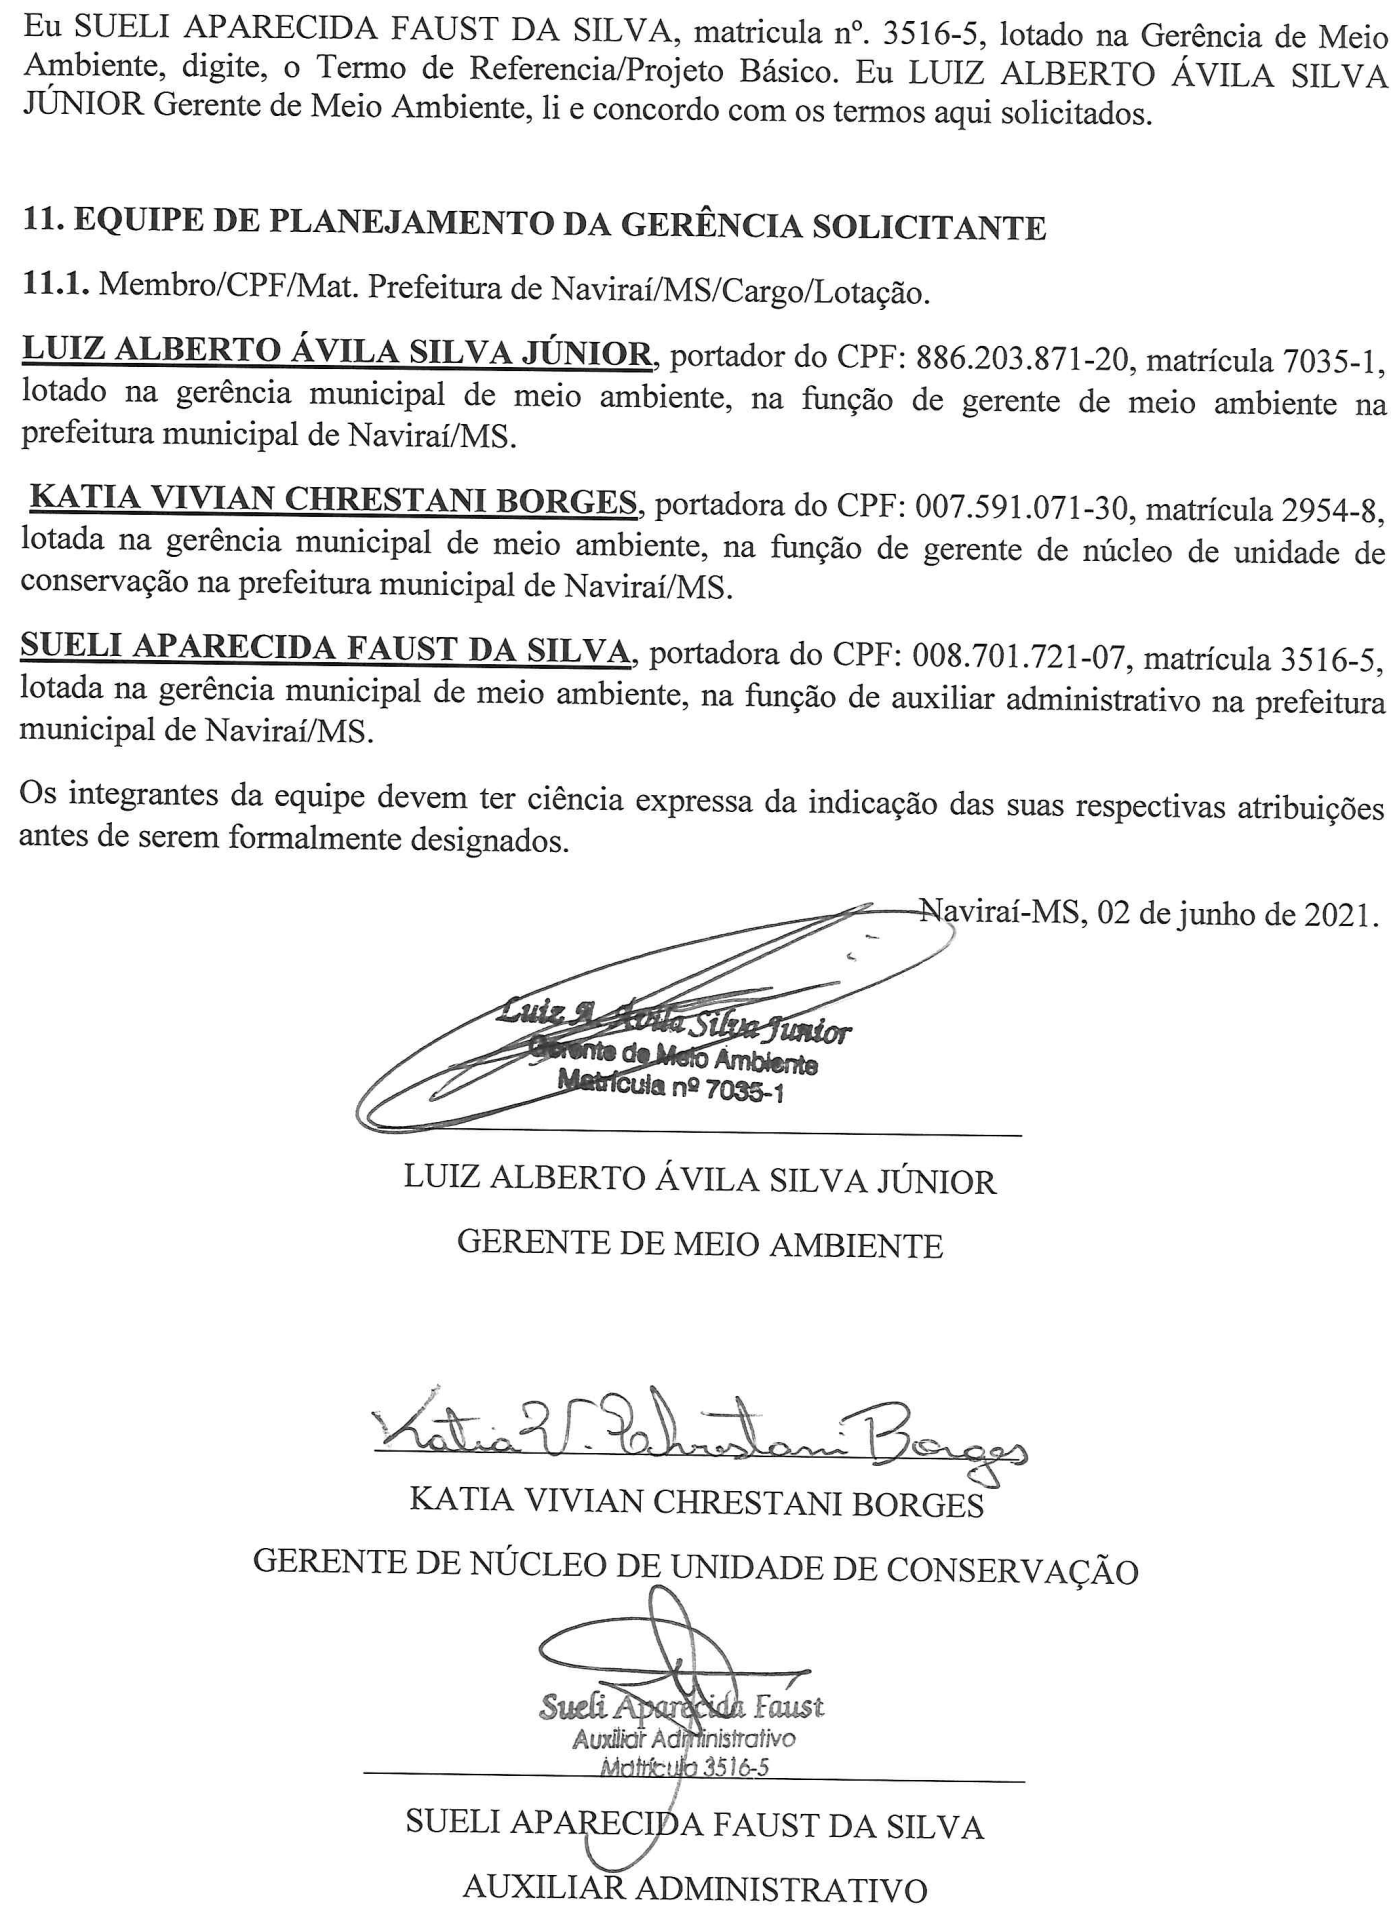 Eu SUELI APARECIDA FAUST DA SILVA, matricula nº. 3516-5, lotado na Gerência de Meio
Ambiente, digite, o Termo de Referencia/Projeto Básico. Eu LUIZ ALBERTO ÁVILA SILVA
JÚNIOR Gerente de Meio Ambiente, li e concordo com os termos aqui solicitados.
11. EQUIPE DE PLANEJAMENTO DA GERÊNCIA SOLICITANTE
11.1. Membro/CPF/Mat. Prefeitura de Naviraí/MS/Cargo/Lotação.
LUIZ ALBERTO ÁVILA SILVA JÚNIOR, portador do CPF: 886.203.871-20, matrícula 7035-1,
lotado na gerência municipal de meio ambiente, na função de gerente de meio ambiente na
prefeitura municipal de Naviraí/MS.
KATIA VIVIAN CHRESTANI BORGES, portadora do CPF: 007.591.071-30, matrícula 2954-8,
lotada na gerência municipal de meio ambiente, na função de gerente de núcleo de unidade de
conservação na prefeitura municipal de Naviraí/MS.
SUELI APARECIDA FAUST DA SILVA, portadora do CPF: 008.701.721-07, matrícula 3516-5,
lotada na gerência municipal de meio ambiente, na função de auxiliar administrativo na prefeitura
municipal de Naviraí/MS.
Os integrantes da equipe devem ter ciência expressa da indicação das suas respectivas atribuições
antes de serem formalmente designados.
Naviraí-MS, 02 de junho de 2021.
Luiz A. Ávila Silva Junior
Gerente de Meio Ambiente
Matrícula nº 7035-1
LUIZ ALBERTO ÁVILA SILVA JÚNIOR
GERENTE DE MEIO AMBIENTE
Katia V. Chrestani Borges
KATIA VIVIAN CHRESTANI BORGES
GERENTE DE NÚCLEO DE UNIDADE DE CONSERVAÇÃO
Sueli Aparecida Faust
Auxiliar Administrativo
Matrícula 3516-5
SUELI APARECIDA FAUST DA SILVA
AUXILIAR ADMINISTRATIVO